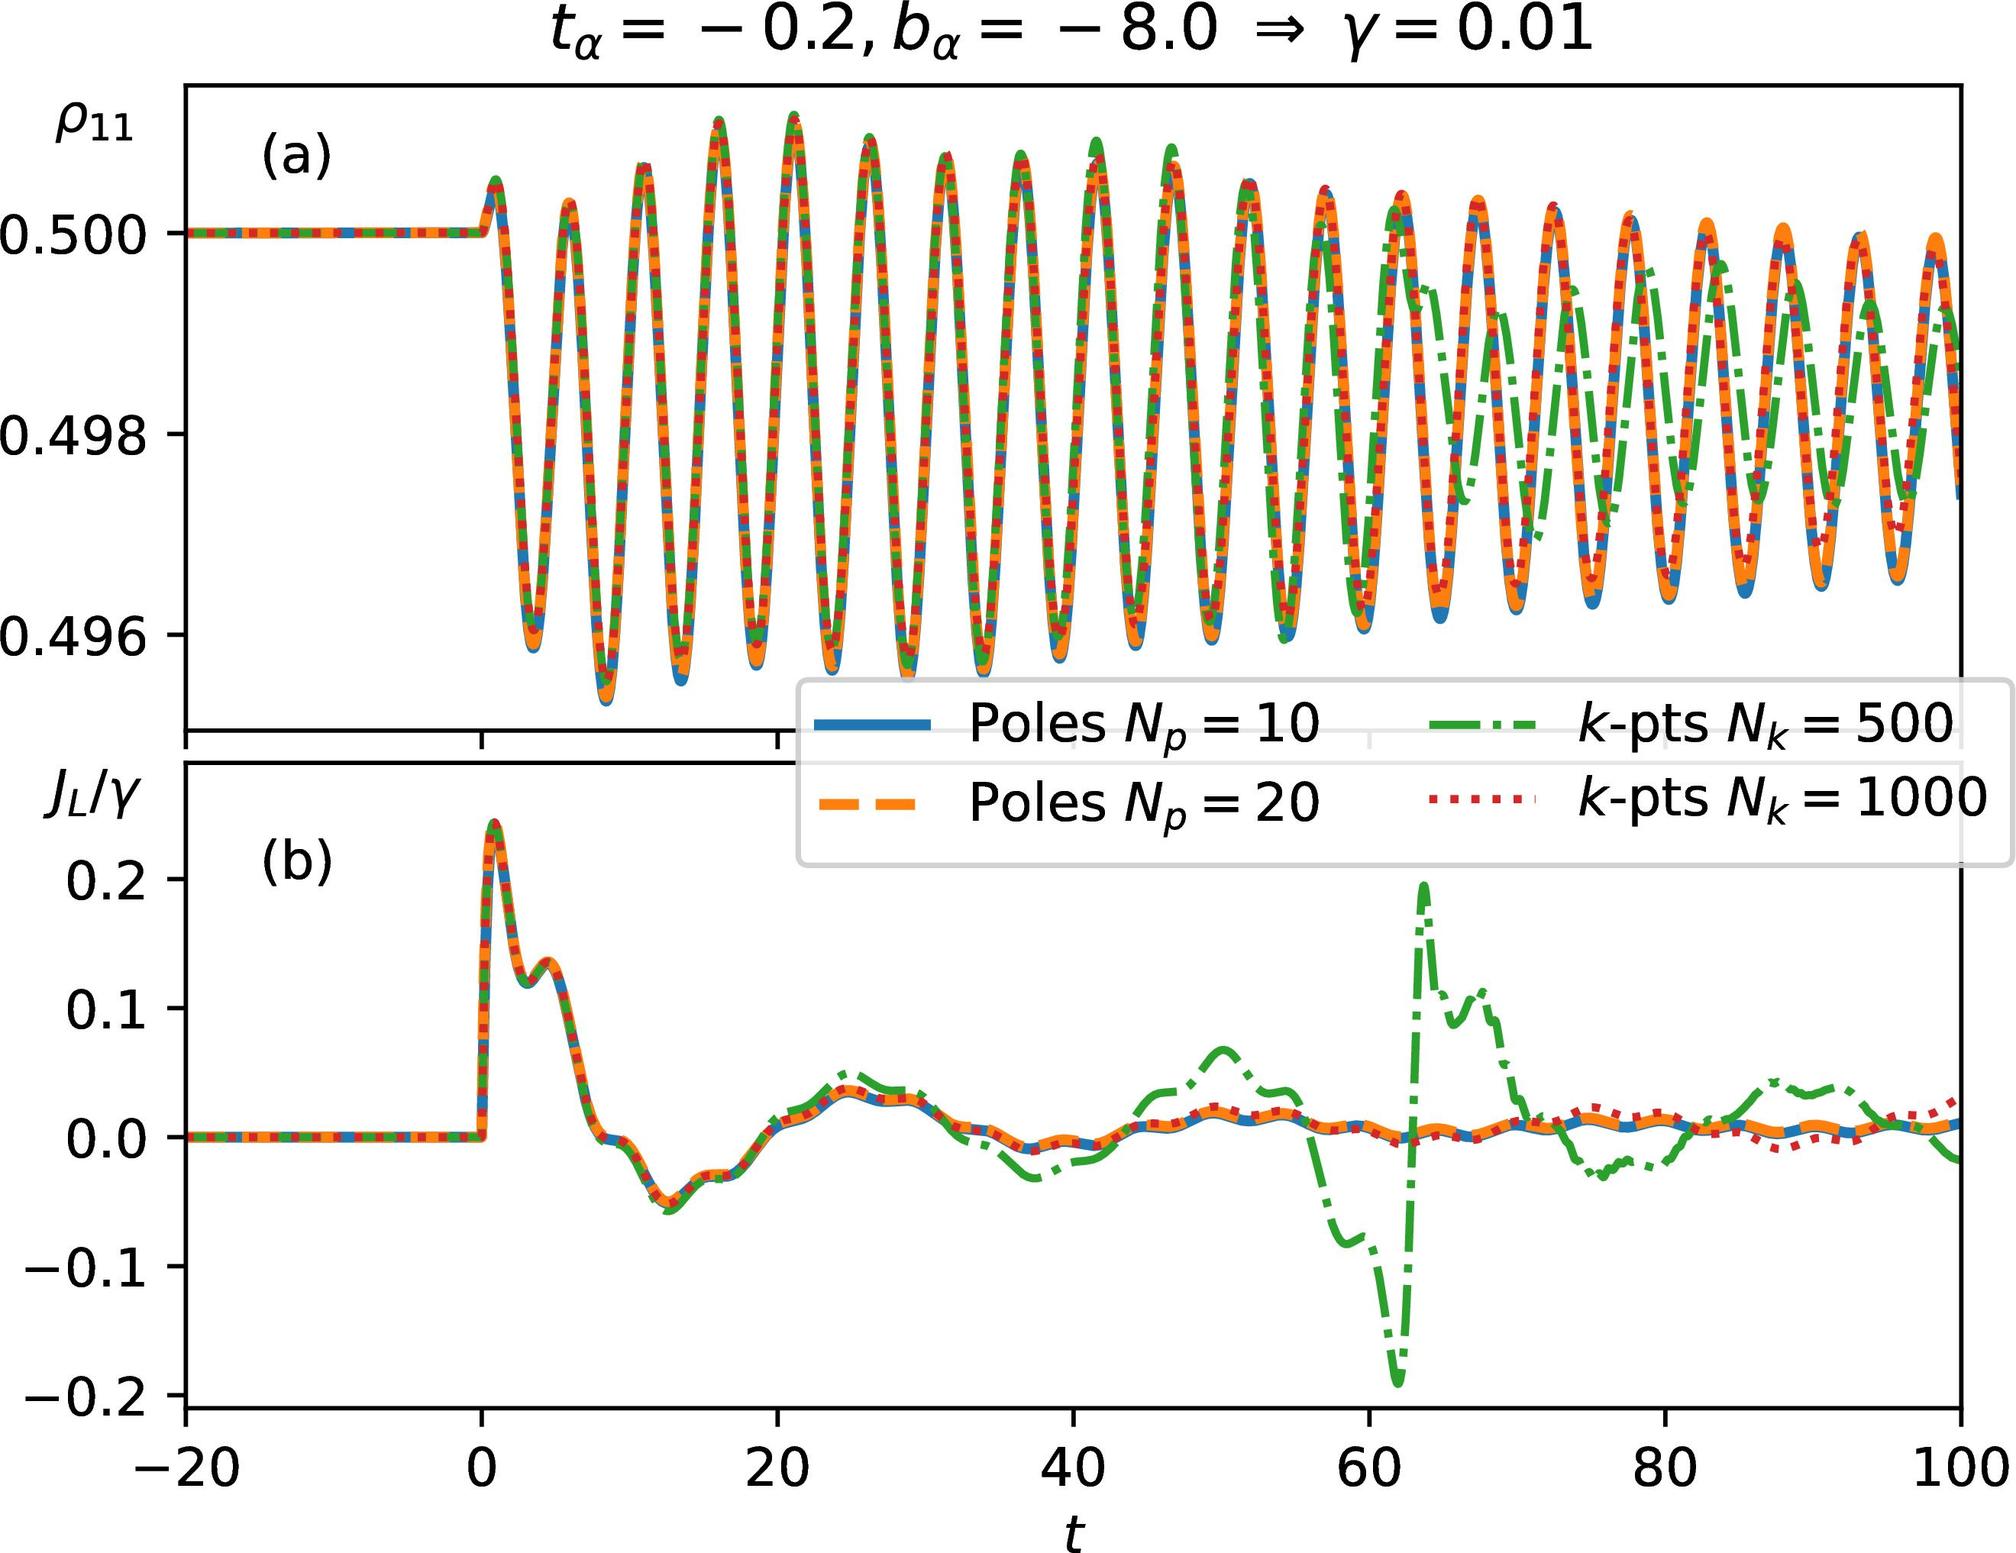 tα = −0.2, bα = −8.0 ⇒ γ = 0.01
ρ11
(a)
0.500
0.498
0.496
Poles Np = 10
k-pts Nk = 500
Poles Np = 20
k-pts Nk = 1000
JL/γ
(b)
0.2
0.1
0.0
−0.1
−0.2
−20 0 20 40 60 80 100
t